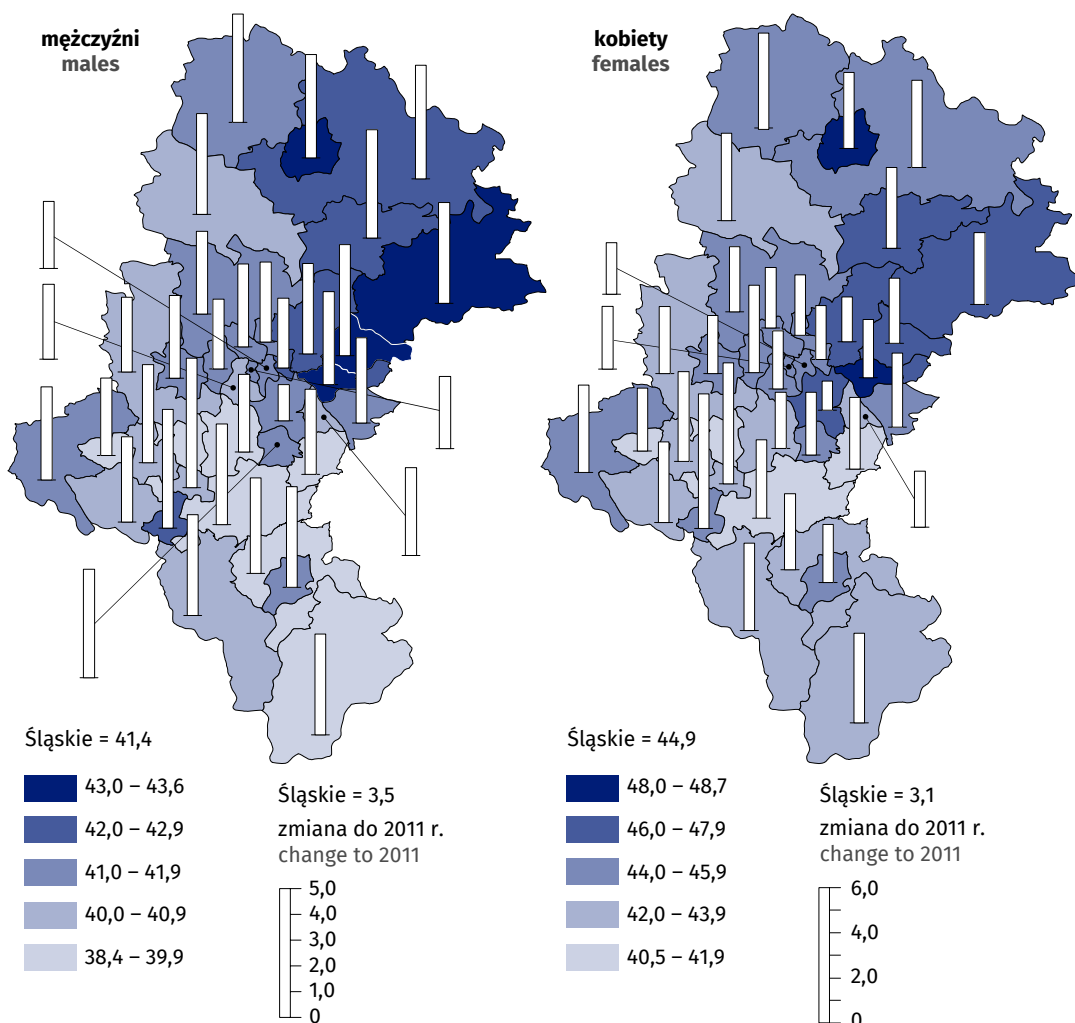 mężczyźni
males
kobiety
females
Śląskie = 41,4
43,0 – 43,6
42,0 – 42,9
41,0 – 41,9
40,0 – 40,9
38,4 – 39,9
Śląskie = 3,5
zmiana do 2011 r.
change to 2011
5,0
4,0
3,0
2,0
1,0
0
Śląskie = 44,9
48,0 – 48,7
46,0 – 47,9
44,0 – 45,9
42,0 – 43,9
40,5 – 41,9
Śląskie = 3,1
zmiana do 2011 r.
change to 2011
6,0
4,0
2,0
0